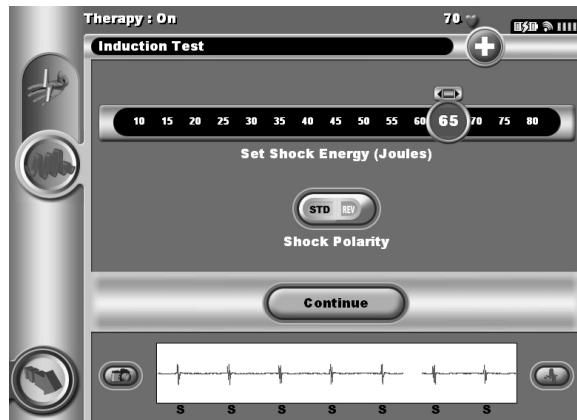 Therapy : On 70
Induction Test
10 15 20 25 30 35 40 45 50 55 60 65 70 75 80
Set Shock Energy (Joules)
STD REV
Shock Polarity
Continue
S S S S S S S